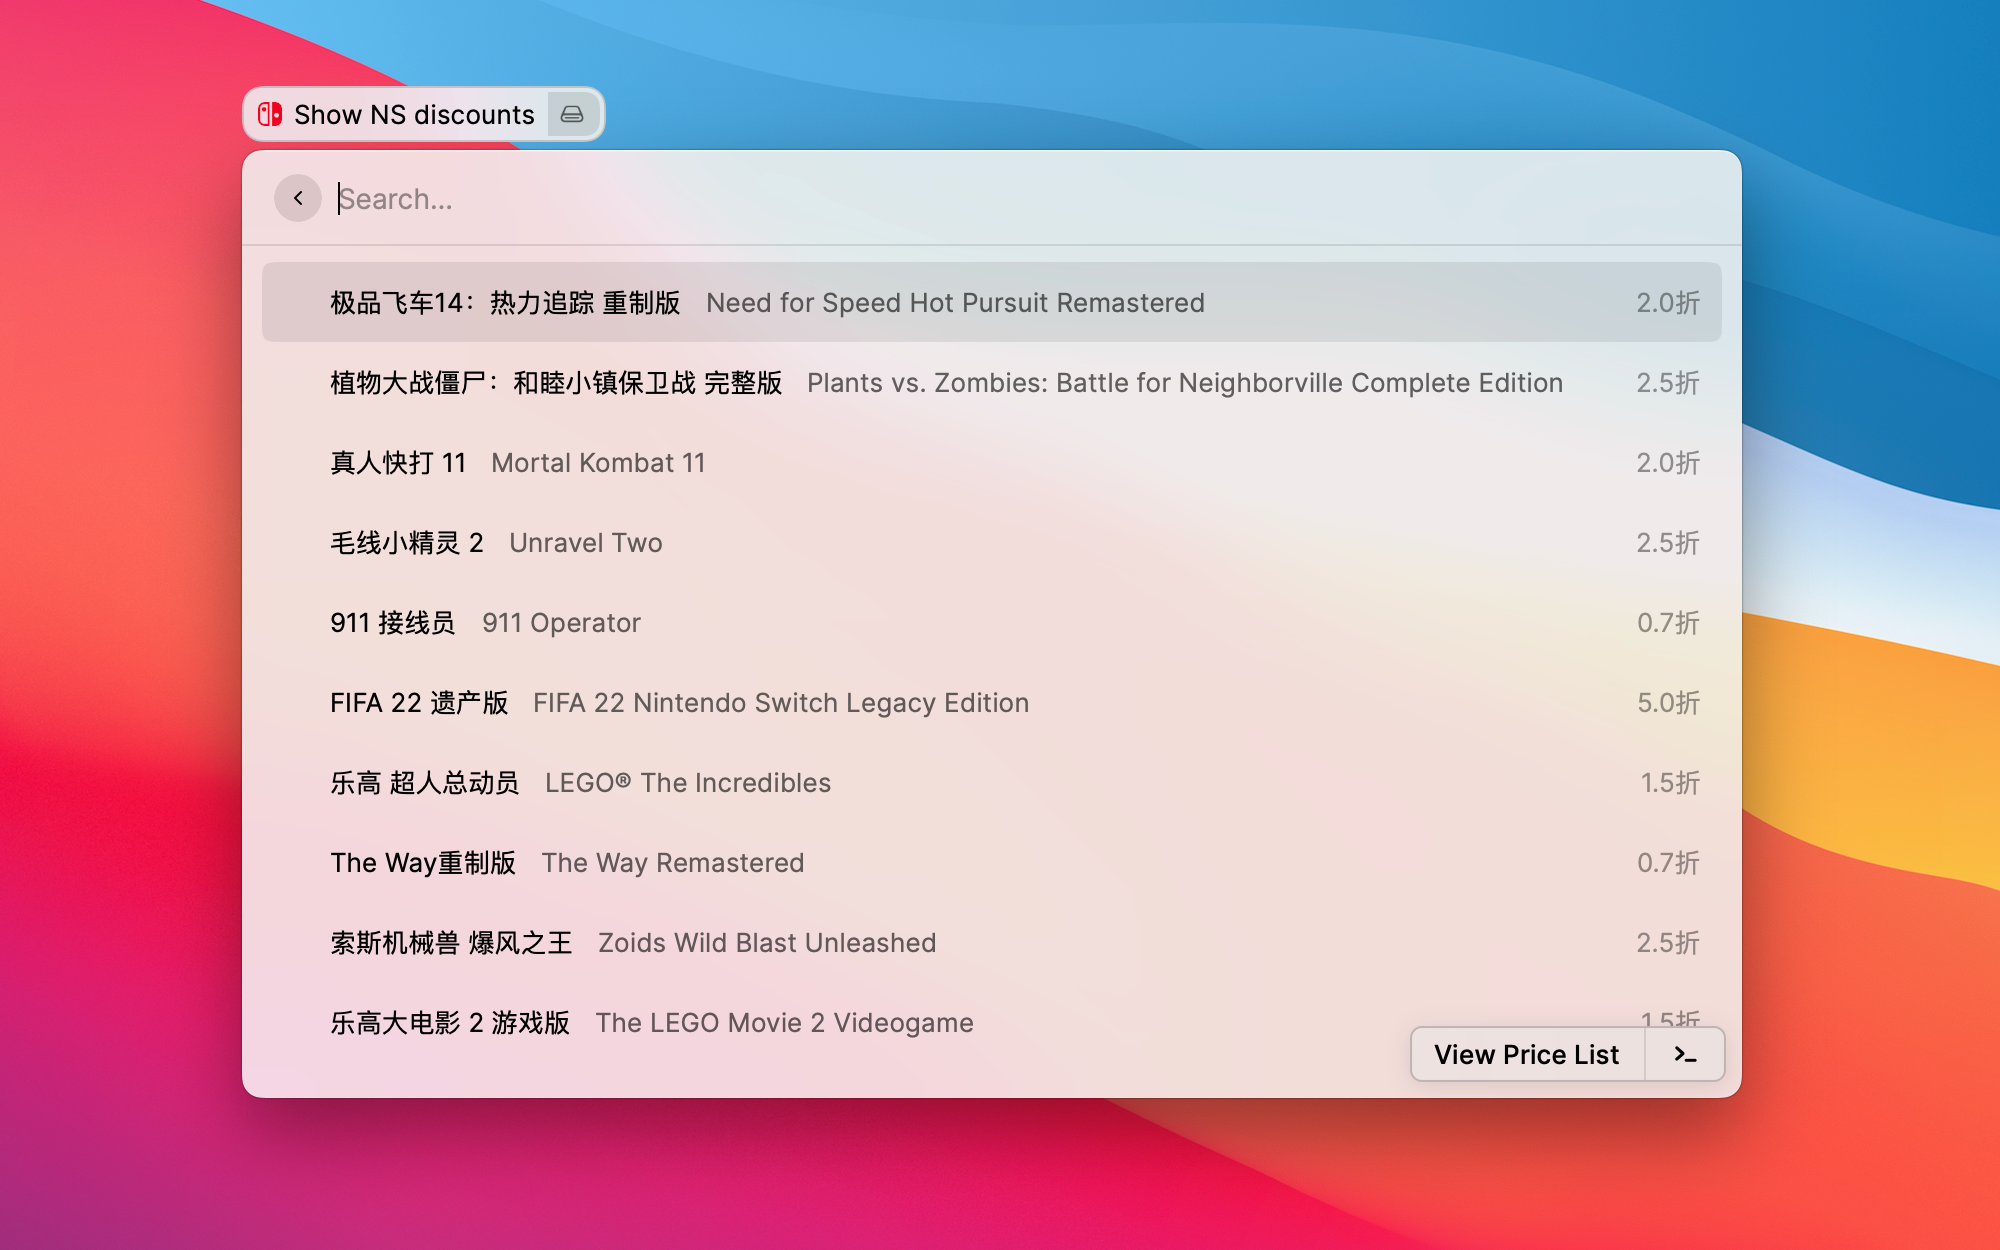 Show NS discounts
Search...
极品飞车14：热力追踪 重制版 Need for Speed Hot Pursuit Remastered 2.0折
植物大战僵尸：和睦小镇保卫战 完整版 Plants vs. Zombies: Battle for Neighborville Complete Edition 2.5折
真人快打 11 Mortal Kombat 11 2.0折
毛线小精灵 2 Unravel Two 2.5折
911 接线员 911 Operator 0.7折
FIFA 22 遗产版 FIFA 22 Nintendo Switch Legacy Edition 5.0折
乐高 超人总动员 LEGO® The Incredibles 1.5折
The Way重制版 The Way Remastered 0.7折
索斯机械兽 爆风之王 Zoids Wild Blast Unleashed 2.5折
乐高大电影 2 游戏版 The LEGO Movie 2 Videogame 1.5折
View Price List